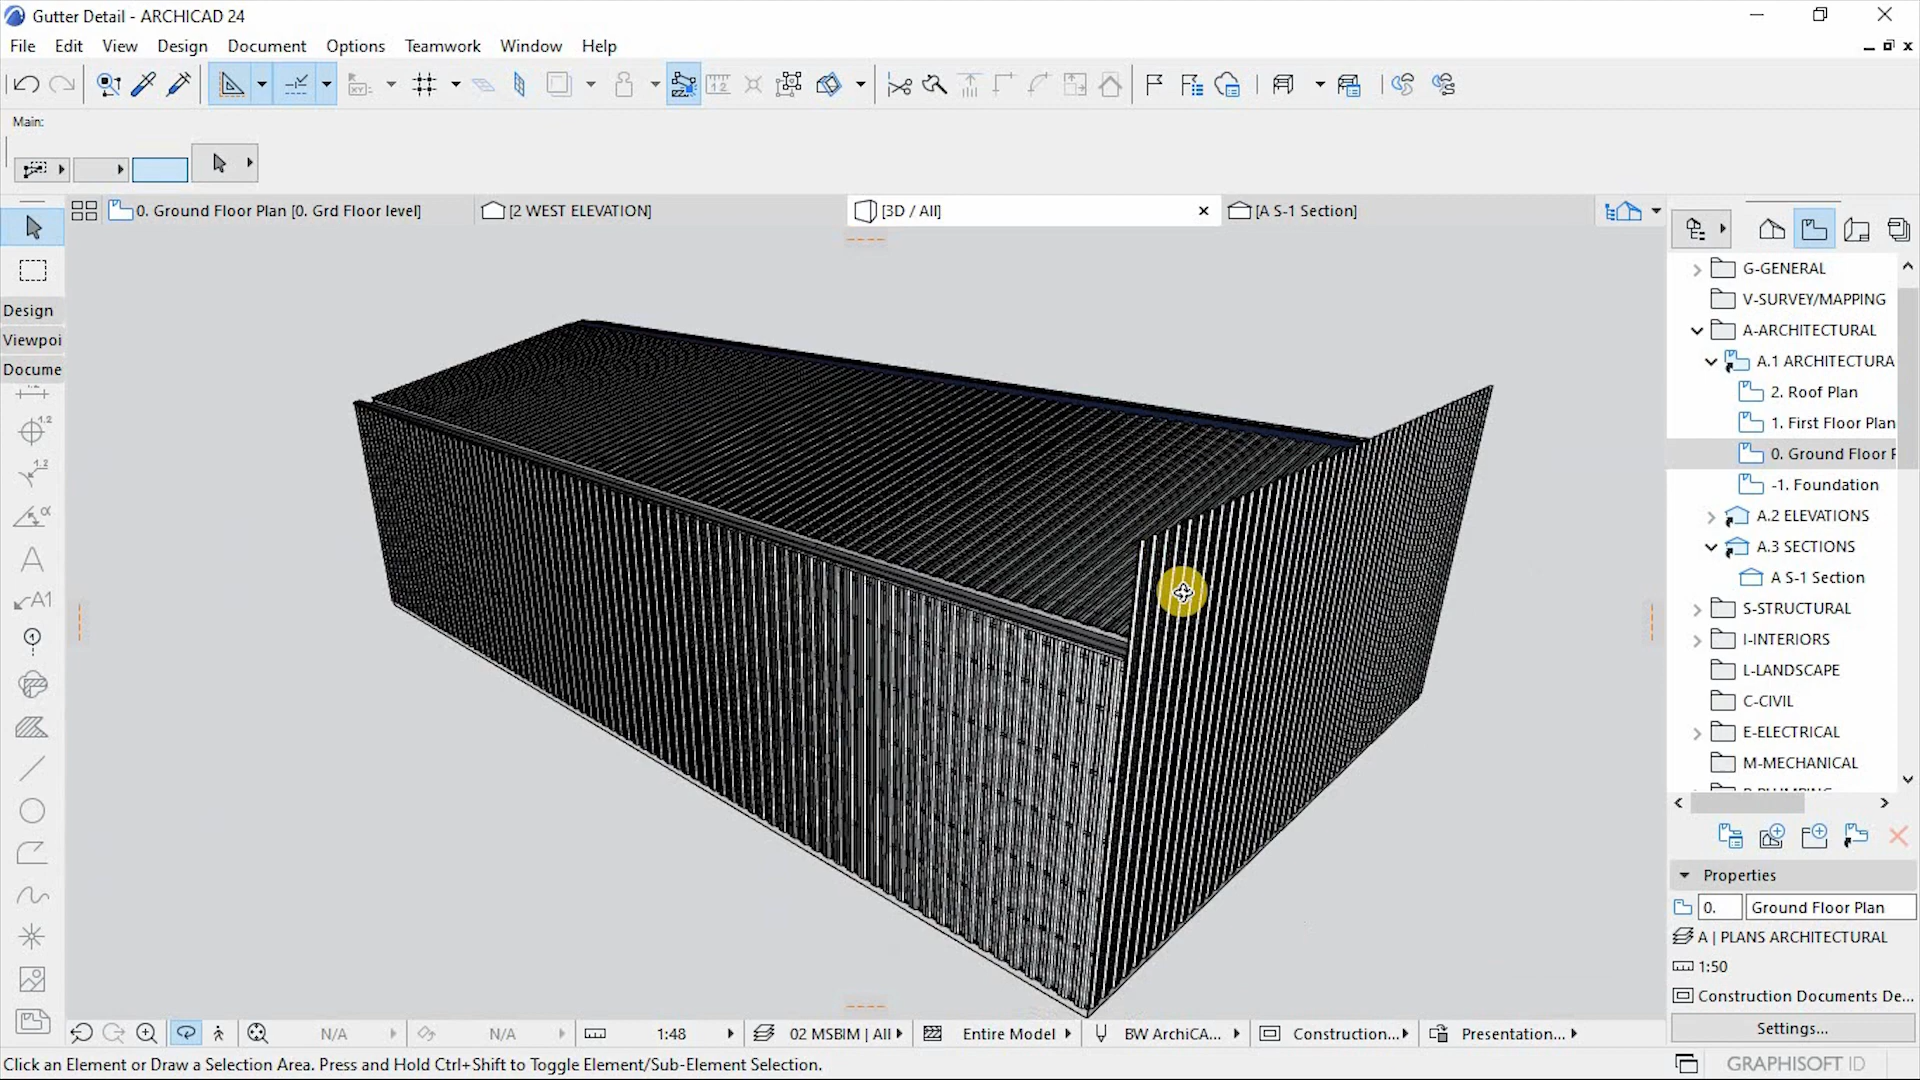 Gutter Detail - ARCHICAD 24
File Edit View Design Document Options Teamwork Window Help
Main:
0. Ground Floor Plan [0. Grd Floor level]
[2 WEST ELEVATION]
[3D / All]
[A S-1 Section]
Design
Viewpoi
Docume
1.2
1.2
α
A
A1
G-GENERAL
V-SURVEY/MAPPING
A-ARCHITECTURAL
A.1 ARCHITECTURA
2. Roof Plan
1. First Floor Plan
0. Ground Floor P
-1. Foundation
A.2 ELEVATIONS
A.3 SECTIONS
A S-1 Section
S-STRUCTURAL
I-INTERIORS
L-LANDSCAPE
C-CIVIL
E-ELECTRICAL
M-MECHANICAL
Properties
0. Ground Floor Plan
A | PLANS ARCHITECTURAL
1:50
Construction Documents De...
Settings...
N/A N/A 1:48 02 MSBIM | All Entire Model BW ArchiCA... Construction... Presentation...
Click an Element or Draw a Selection Area. Press and Hold Ctrl+Shift to Toggle Element/Sub-Element Selection.
GRAPHISOFT ID